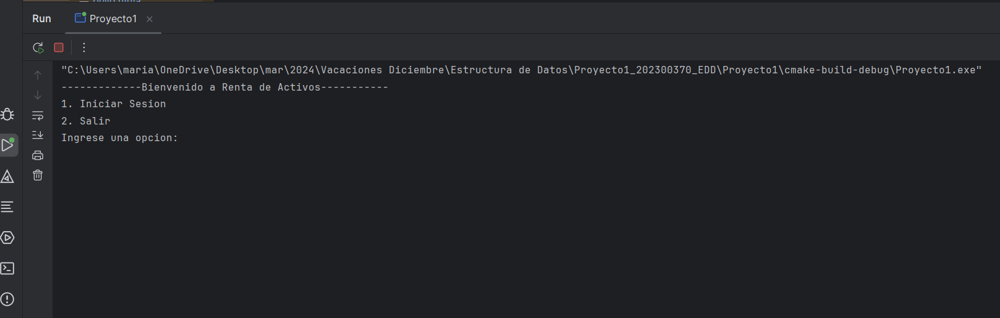 Run
Proyecto1
"C:\Users\maria\OneDrive\Desktop\mar\2024\Vacaciones Diciembre\Estructura de Datos\Proyecto1_202300370_EDD\Proyecto1\cmake-build-debug\Proyecto1.exe"
-------------Bienvenido a Renta de Activos-----------
1. Iniciar Sesion
2. Salir
Ingrese una opcion: